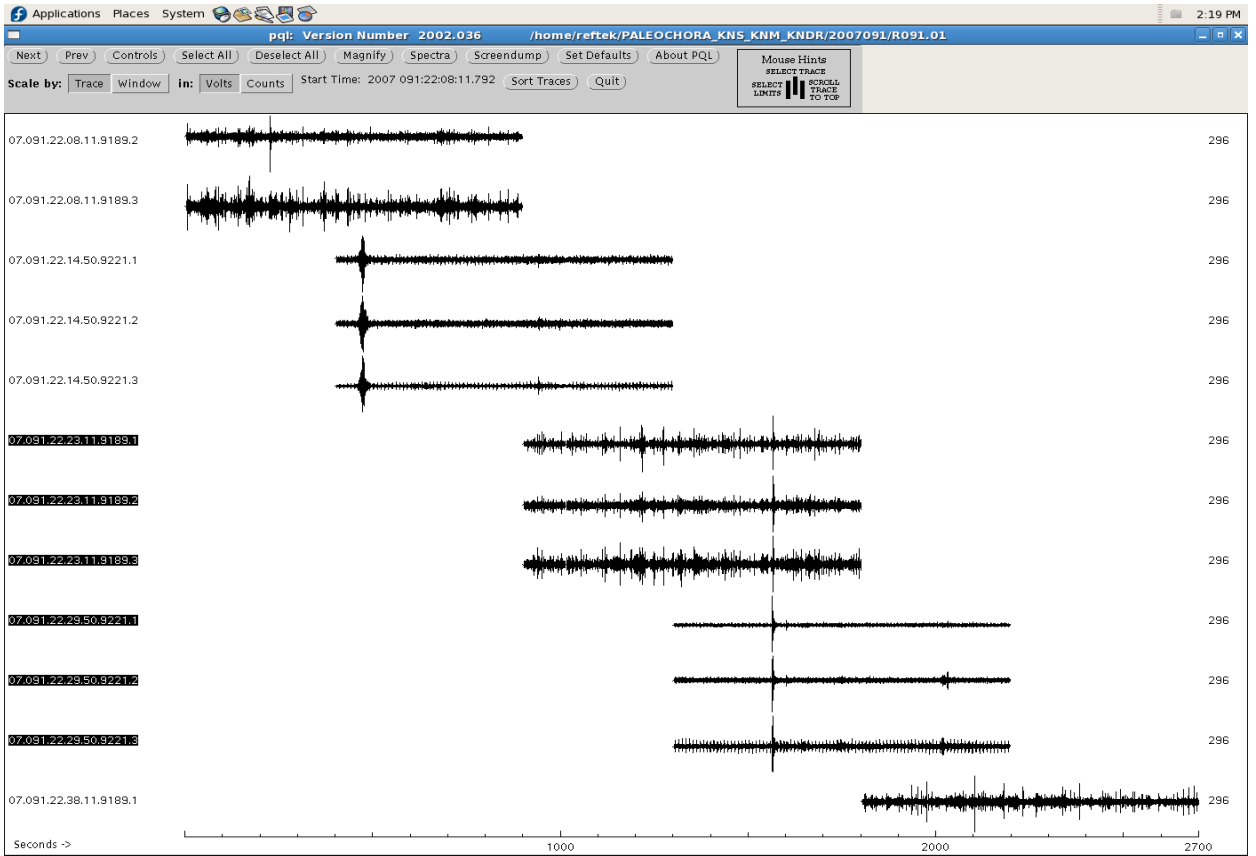 Applications Places System 2:19 PM
pql: Version Number 2002.036 /home/reftek/PALEOCHORA_KNS_KNM_KNDR/2007091/R091.01
Next Prev Controls Select All Deselect All Magnify Spectra Screendump Set Defaults About PQL
Scale by: Trace Window in: Volts Counts Start Time: 2007 091:22:08:11.792 Sort Traces Quit
Mouse Hints
SELECT TRACE
SELECT LIMITS
SCROLL TRACE TO TOP
07.091.22.08.11.9189.2 296
07.091.22.08.11.9189.3 296
07.091.22.14.50.9221.1 296
07.091.22.14.50.9221.2 296
07.091.22.14.50.9221.3 296
07.091.22.23.11.9189.1 296
07.091.22.23.11.9189.2 296
07.091.22.23.11.9189.3 296
07.091.22.29.50.9221.1 296
07.091.22.29.50.9221.2 296
07.091.22.29.50.9221.3 296
07.091.22.38.11.9189.1 296
Seconds -> 1000 2000 2700